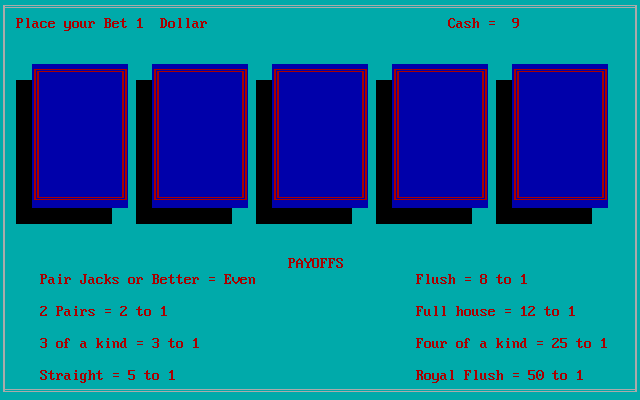 Place your Bet 1  Dollar    Cash =  9
PAYOFFS
Pair Jacks or Better = Even    Flush = 8 to 1
2 Pairs = 2 to 1    Full house = 12 to 1
3 of a kind = 3 to 1    Four of a kind = 25 to 1
Straight = 5 to 1    Royal Flush = 50 to 1